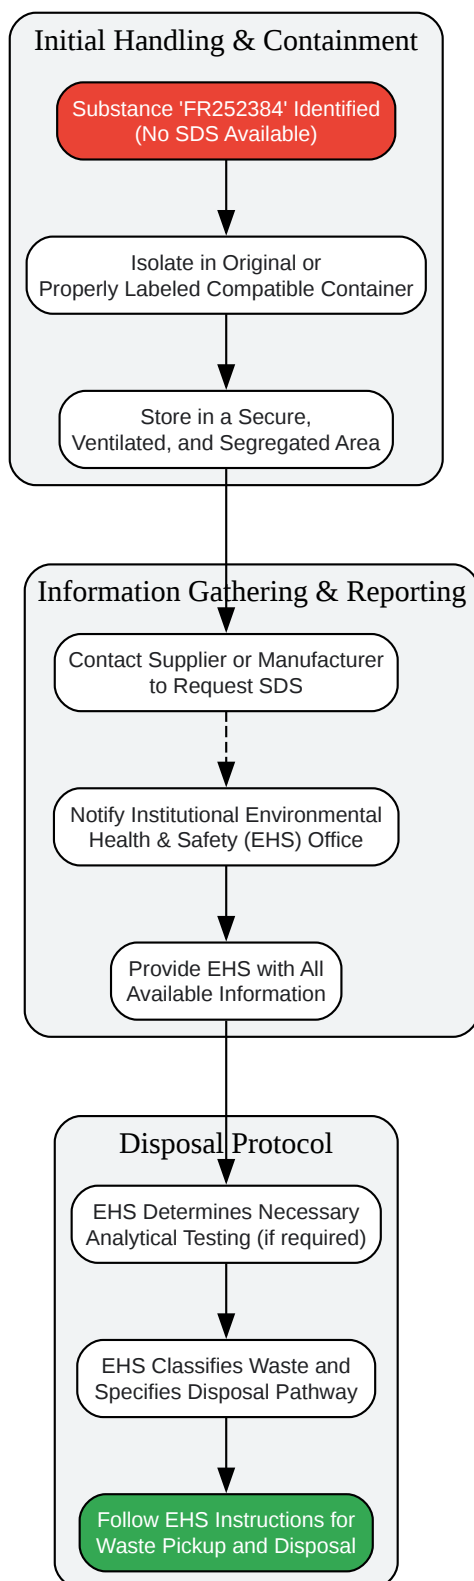 Initial Handling & Containment
Substance 'FR252384' Identified
(No SDS Available)
Isolate in Original or
Properly Labeled Compatible Container
Store in a Secure,
Ventilated, and Segregated Area
Information Gathering & Reporting
Contact Supplier or Manufacturer
to Request SDS
Notify Institutional Environmental
Health & Safety (EHS) Office
Provide EHS with All
Available Information
Disposal Protocol
EHS Determines Necessary
Analytical Testing (if required)
EHS Classifies Waste and
Specifies Disposal Pathway
Follow EHS Instructions for
Waste Pickup and Disposal